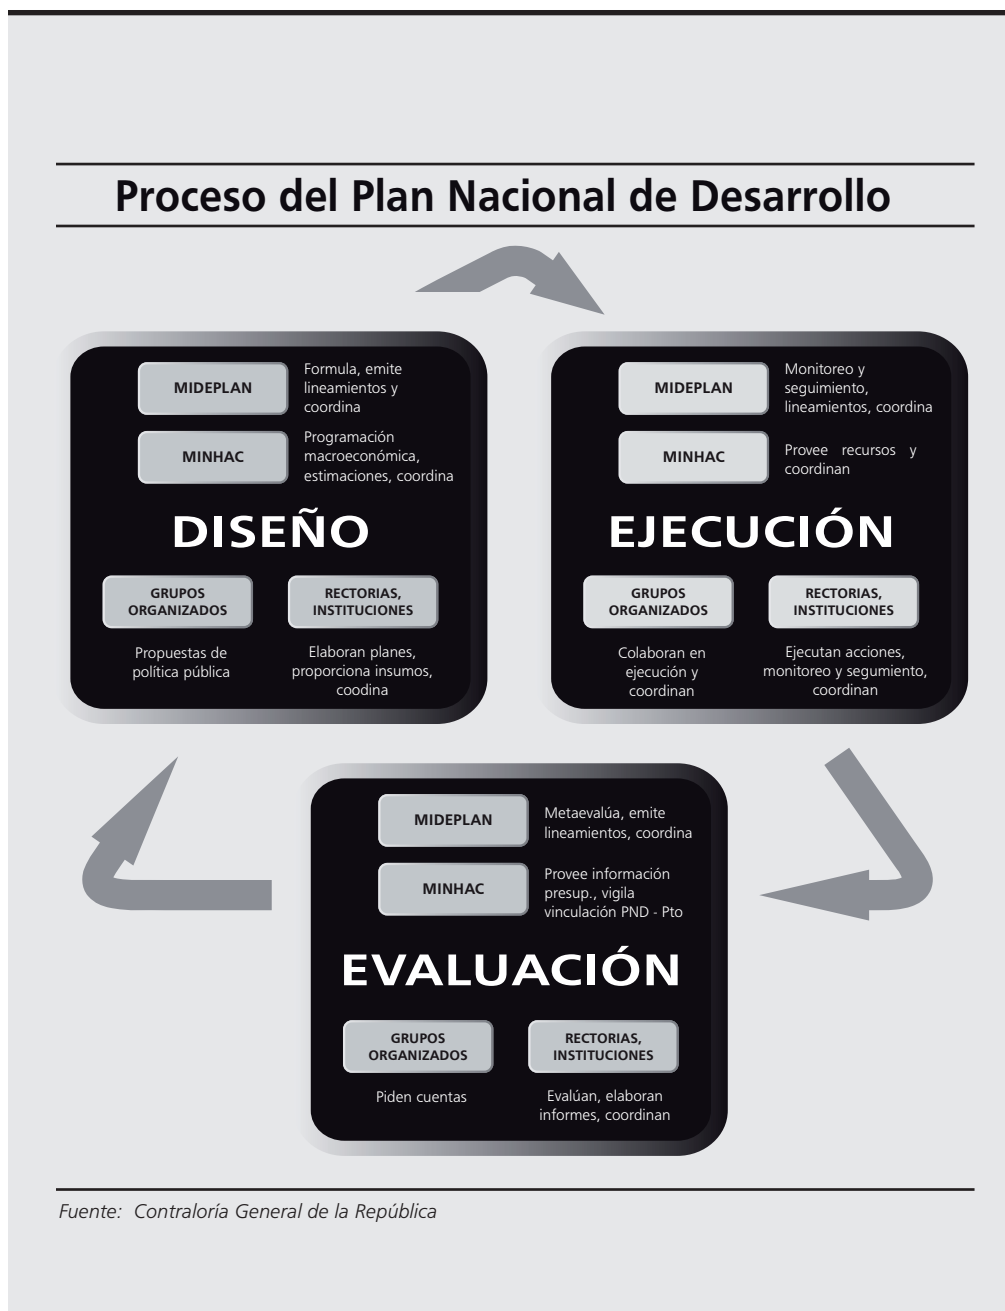 Proceso del Plan Nacional de Desarrollo
MIDEPLAN
Formula, emite
lineamientos y
coordina
MINHAC
Programación
macroeconómica,
estimaciones, coordina
DISEÑO
GRUPOS
ORGANIZADOS
Propuestas de
política pública
RECTORIAS,
INSTITUCIONES
Elaboran planes,
proporciona insumos,
coodina
MIDEPLAN
Monitoreo y
seguimiento,
lineamientos, coordina
MINHAC
Provee recursos y
coordinan
EJECUCIÓN
GRUPOS
ORGANIZADOS
Colaboran en
ejecución y
coordinan
RECTORIAS,
INSTITUCIONES
Ejecutan acciones,
monitoreo y segumiento,
coordinan
MIDEPLAN
Metaevalúa, emite
lineamientos, coordina
MINHAC
Provee información
presup., vigila
vinculación PND - Pto
EVALUACIÓN
GRUPOS
ORGANIZADOS
Piden cuentas
RECTORIAS,
INSTITUCIONES
Evalúan, elaboran
informes, coordinan
Fuente: Contraloría General de la República